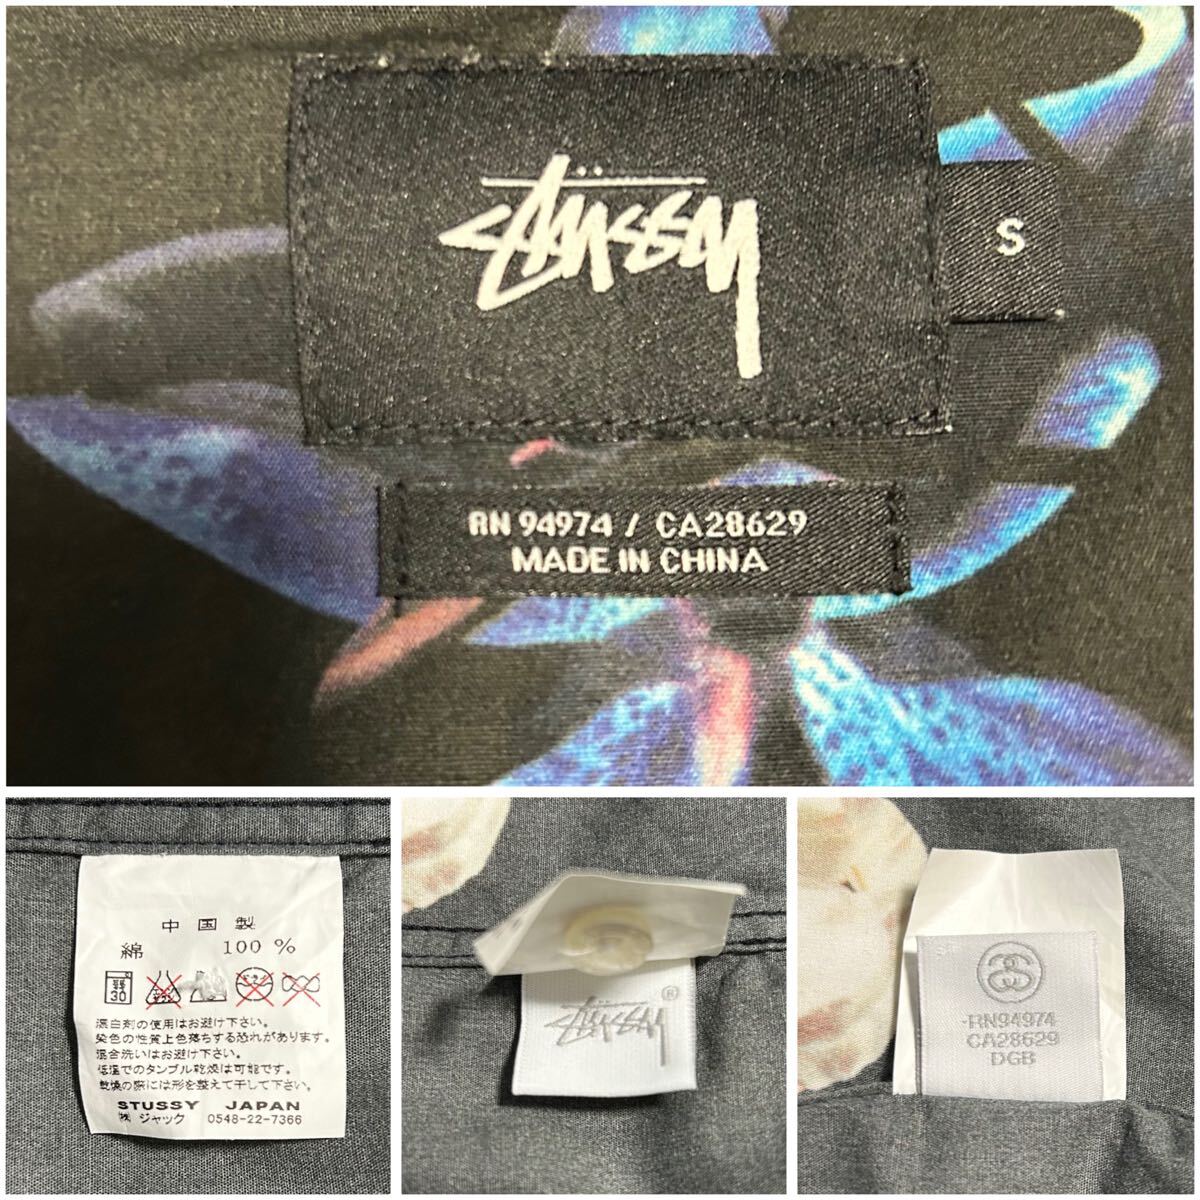 STÜSSY
S
RN 94974 / CA28629
MADE IN CHINA
中国製
綿 100 %
30
漂白剤の使用はお避け下さい。
染色の性質上色落ちする恐れがあります。
混合洗いはお避け下さい。
低温でのタンブル乾燥は可能です。
乾燥の際には形を整えて干して下さい。
STUSSY JAPAN
㈱ ジャック 0548-22-7366
STÜSSY ®
RN94974
CA28629
DGB